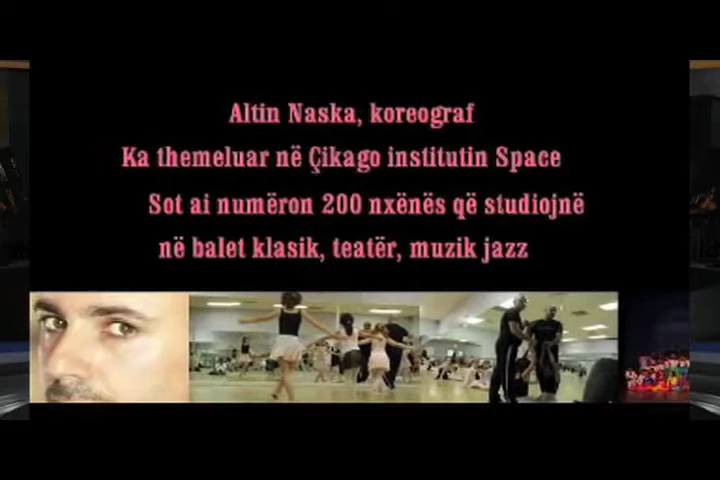 Altin Naska, koreograf
Ka themeluar në Çikago institutin Space
Sot ai numëron 200 nxënës që studiojnë
në balet klasik, teatër, muzik jazz